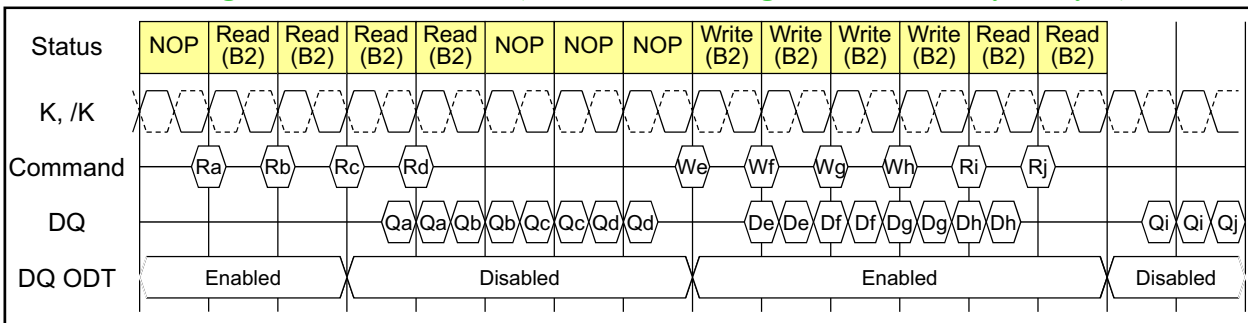 Status NOP Read (B2) Read (B2) Read (B2) Read (B2) NOP NOP NOP Write (B2) Write (B2) Write (B2) Write (B2) Read (B2) Read (B2)
K, /K
Command Ra Rb Rc Rd We Wf Wg Wh Ri Rj
DQ Qa Qa Qb Qb Qc Qc Qd Qd De De Df Df Dg Dg Dh Dh Qi Qi Qj
DQ ODT Enabled Disabled Enabled Disabled